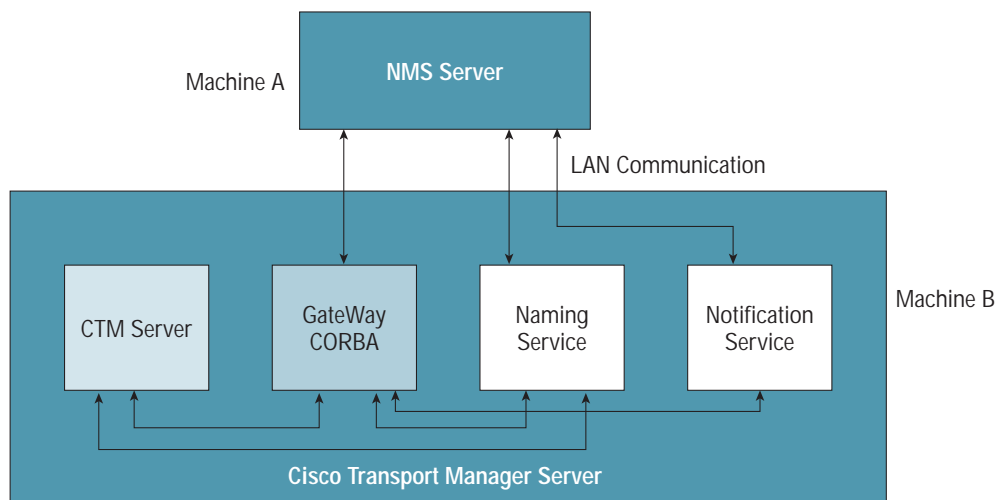 NMS Server
Machine A
LAN Communication
CTM Server
GateWay
CORBA
Naming
Service
Notification
Service
Machine B
Cisco Transport Manager Server